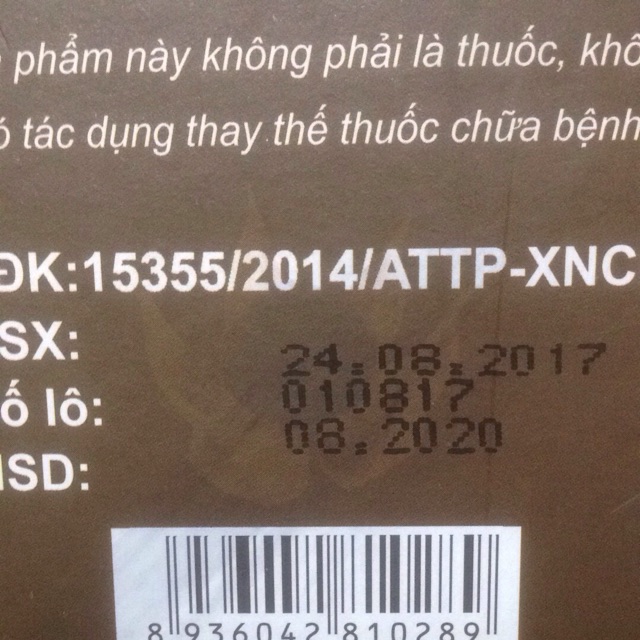 phẩm này không phải là thuốc, khô
ó tác dụng thay thế thuốc chữa bệnh
ĐK:15355/2014/ATTP-XNC
SX: 24.08.2017
ố lô: 010817
HSD: 08.2020
8 936042 810289